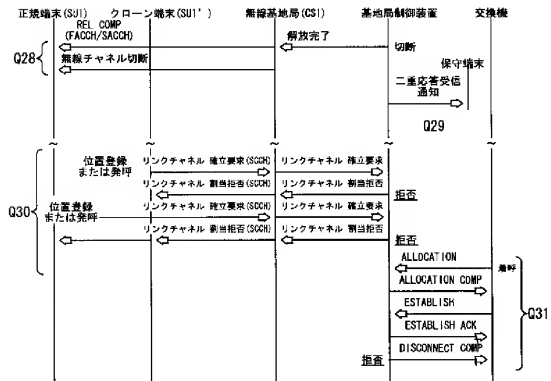 正規端末(SU1) クローン端末(SU1') 無線基地局(CS1) 基地局制御装置 交換機
REL COMP
(FACCH/SACCH)
解放完了
切断
Q28
無線チャネル切断
保守端末
二重応答受信
通知
Q29
位置登録
または発呼
リンクチャネル 確立要求(SCCH)
リンクチャネル 確立要求
リンクチャネル 割当拒否(SCCH)
リンクチャネル 割当拒否
拒否
Q30
位置登録
または発呼
リンクチャネル 確立要求(SCCH)
リンクチャネル 確立要求
リンクチャネル 割当拒否(SCCH)
リンクチャネル 割当拒否
拒否
ALLOCATION
着呼
ALLOCATION COMP
ESTABLISH
Q31
ESTABLISH ACK
DISCONNECT COMP
拒否